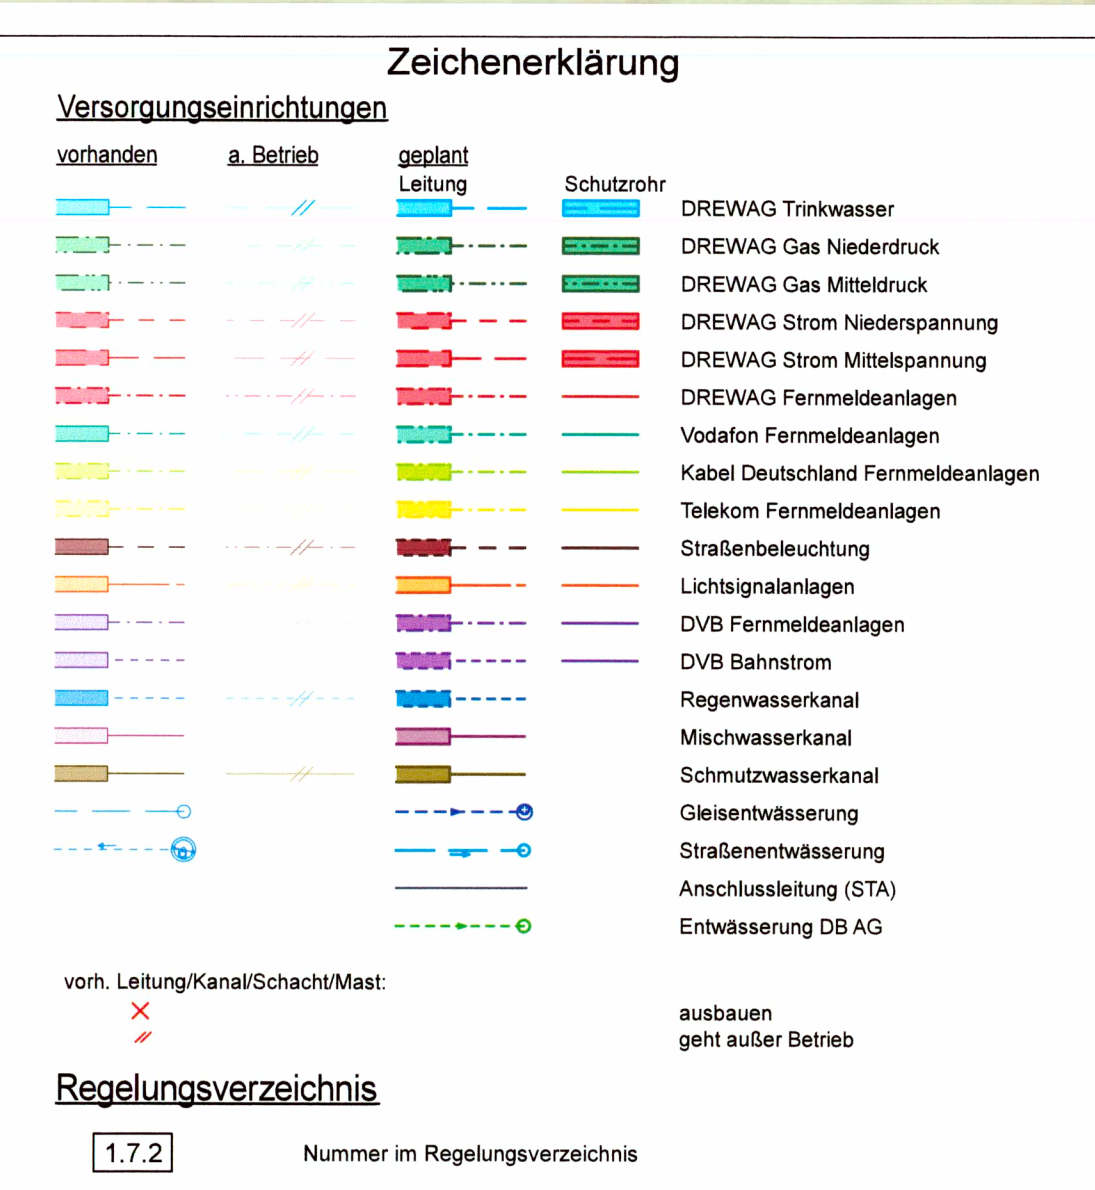 Zeichenerklärung
Versorgungseinrichtungen
vorhanden a. Betrieb geplant
Leitung Schutzrohr
DREWAG Trinkwasser
DREWAG Gas Niederdruck
DREWAG Gas Mitteldruck
DREWAG Strom Niederspannung
DREWAG Strom Mittelspannung
DREWAG Fernmeldeanlagen
Vodafon Fernmeldeanlagen
Kabel Deutschland Fernmeldeanlagen
Telekom Fernmeldeanlagen
Straßenbeleuchtung
Lichtsignalanlagen
DVB Fernmeldeanlagen
DVB Bahnstrom
Regenwasserkanal
Mischwasserkanal
Schmutzwasserkanal
Gleisentwässerung
Straßenentwässerung
Anschlussleitung (STA)
Entwässerung DB AG
vorh. Leitung/Kanal/Schacht/Mast:
ausbauen
geht außer Betrieb
Regelungsverzeichnis
1.7.2 Nummer im Regelungsverzeichnis